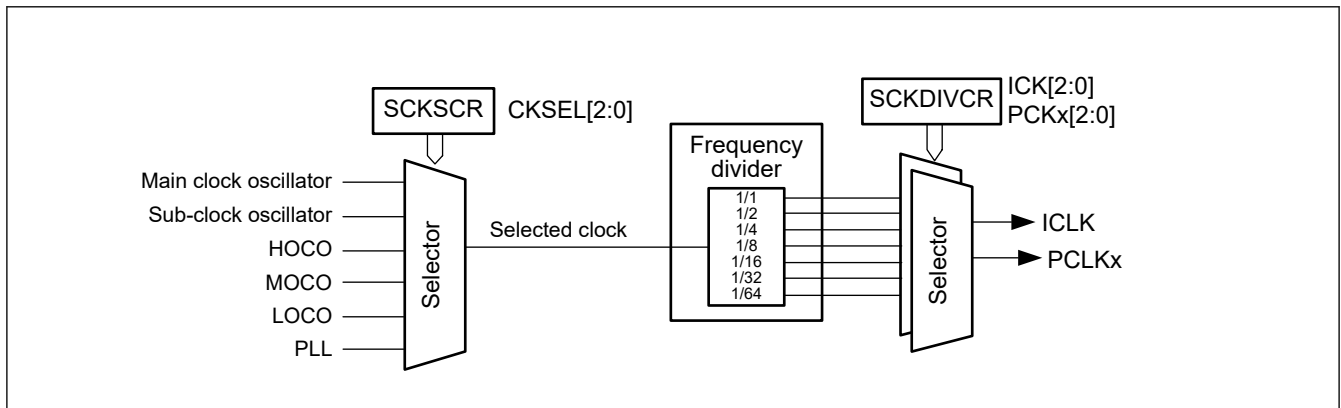 SCKSCR
CKSEL[2:0]
SCKDIVCR
ICK[2:0]
PCKx[2:0]
Main clock oscillator
Sub-clock oscillator
HOCO
MOCO
LOCO
PLL
Selector
Selected clock
Frequency
divider
1/1
1/2
1/4
1/8
1/16
1/32
1/64
Selector
ICLK
PCLKx